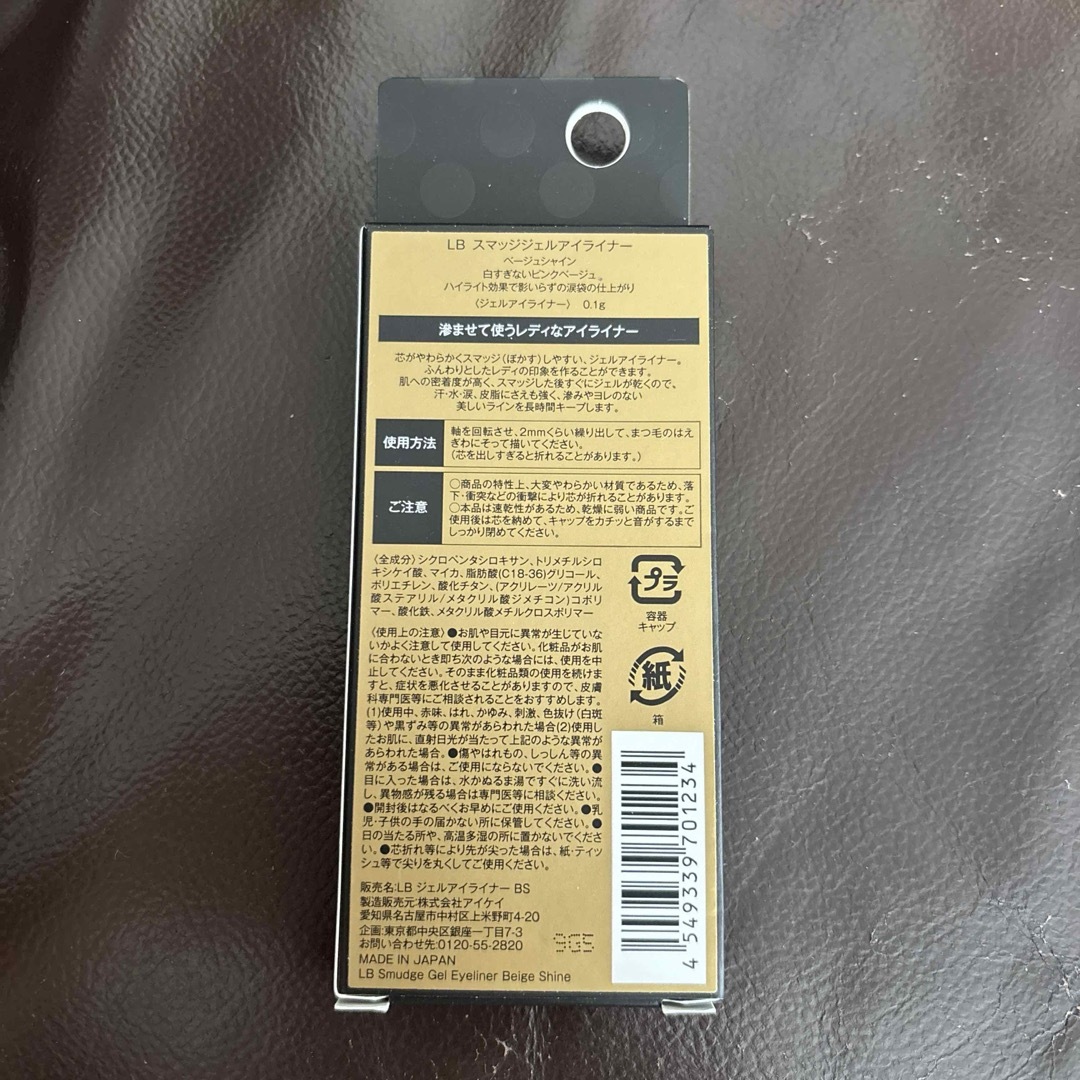 LB スマッジジェルアイライナー
ベージュシャイン
白すぎないピンクベージュ。
ハイライト効果で影いらずの涙袋の仕上がり
〈ジェルアイライナー〉 0.1g
滲ませて使うレディなアイライナー
芯がやわらかくスマッジ(ぼかす)しやすい、ジェルアイライナー。
ふんわりとしたレディの印象を作ることができます。
肌への密着度が高く、スマッジした後すぐにジェルが乾くので、
汗・水・涙、皮脂にさえも強く、滲みやヨレのない
美しいラインを長時間キープします。
使用方法
軸を回転させ、2mmくらい繰り出して、まつ毛のはえ
ぎわにそって描いてください。
(芯を出しすぎると折れることがあります。)
ご注意
○商品の特性上、大変やわらかい材質であるため、落
下・衝突などの衝撃により芯が折れることがあります。
○本品は速乾性があるため、乾燥に弱い商品です。ご
使用後は芯を納めて、キャップをカチッと音がするまで
しっかり閉めてください。
〈全成分〉シクロペンタシロキサン、トリメチルシロ
キシケイ酸、マイカ、脂肪酸(C18-36)グリコール、
ポリエチレン、酸化チタン、(アクリレーツ/アクリル
酸ステアリル/メタクリル酸ジメチコン)コポリ
マー、酸化鉄、メタクリル酸メチルクロスポリマー
プラ
容器
キャップ
紙
箱
〈使用上の注意〉●お肌や目元に異常が生じていな
いかよく注意して使用してください。化粧品がお肌
に合わないとき即ち次のような場合には、使用を中
止してください。そのまま化粧品類の使用を続けま
すと、症状を悪化させることがありますので、皮膚
科専門医等にご相談されることをおすすめします。
(1)使用中、赤味、はれ、かゆみ、刺激、色抜け(白斑
等)や黒ずみ等の異常があらわれた場合(2)使用し
たお肌に、直射日光が当たって上記のような異常が
あらわれた場合。●傷やはれもの、しっしん等の異
常がある場合は、ご使用にならないでください。●
目に入った場合は、水かぬるま湯ですぐに洗い流
し、異物感が残る場合は専門医等に相談ください。
●開封後はなるべくお早めにご使用ください。●乳
児・子供の手の届かない所に保管してください。●
日の当たる所や、高温多湿の所に置かないでくださ
い。●芯折れ等により先が尖った場合は、紙・ティッ
シュ等で尖りを丸くしてご使用ください。
販売名:LB ジェルアイライナー BS
製造販売元:株式会社アイケイ
愛知県名古屋市中村区上米野町4-20
企画:東京都中央区銀座一丁目7-3
お問い合わせ先:0120-55-2820
MADE IN JAPAN
LB Smudge Gel Eyeliner Beige Shine
SGS
4 549339 701234